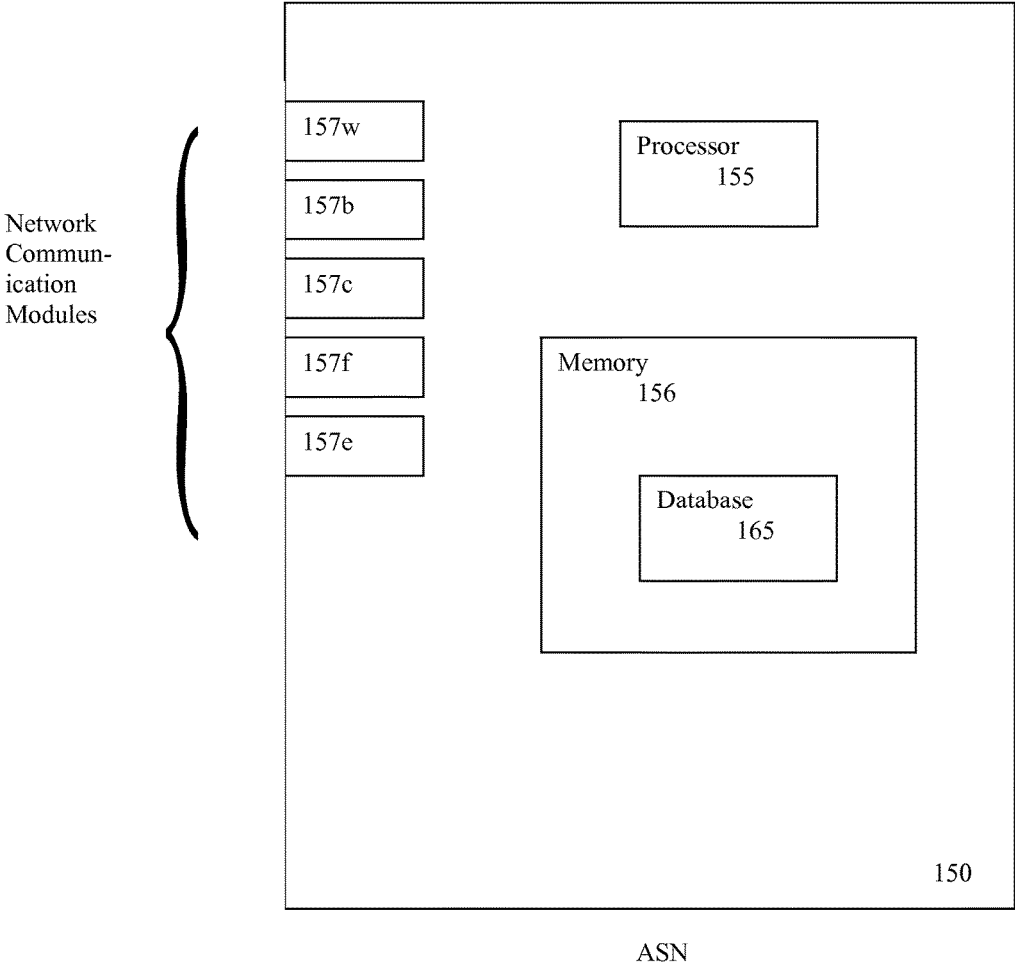 Network
Commun-
ication
Modules
157w
157b
157c
157f
157e
Processor
155
Memory
156
Database
165
150
ASN